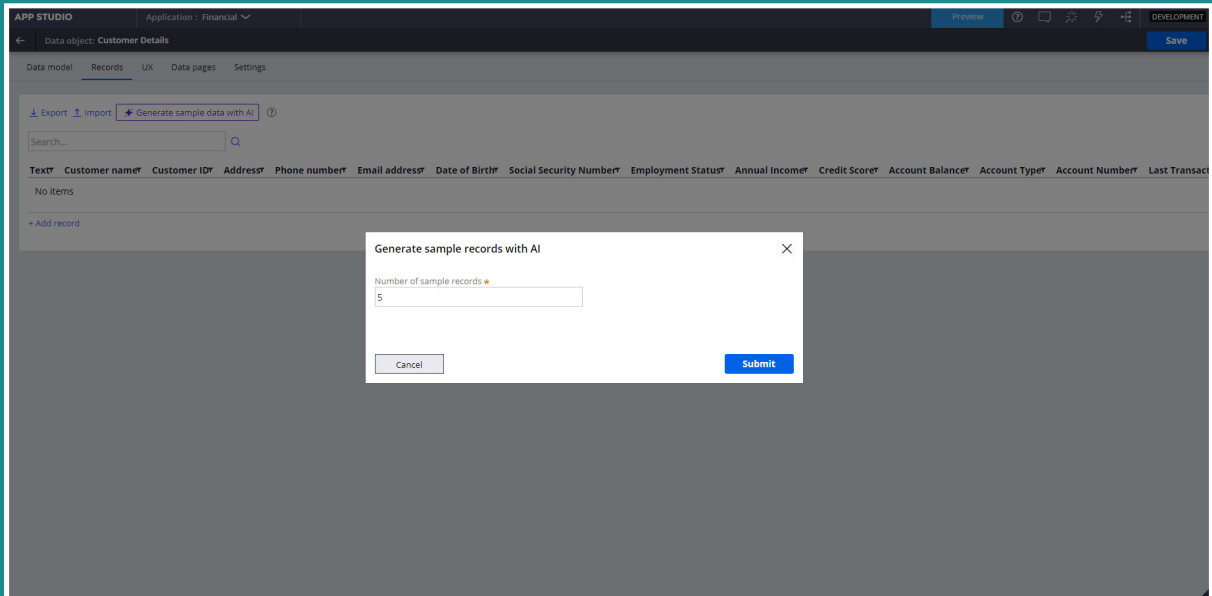 APP STUDIO Application : Financial Preview DEVELOPMENT
Data object: Customer Details Save
Data model Records UX Data pages Settings
Export Import Generate sample data with AI
Search...
Text Customer name Customer ID Address Phone number Email address Date of Birth Social Security Number Employment Status Annual Income Credit Score Account Balance Account Type Account Number Last Transact
No items
+ Add record
Generate sample records with AI
Number of sample records *
5
Cancel Submit